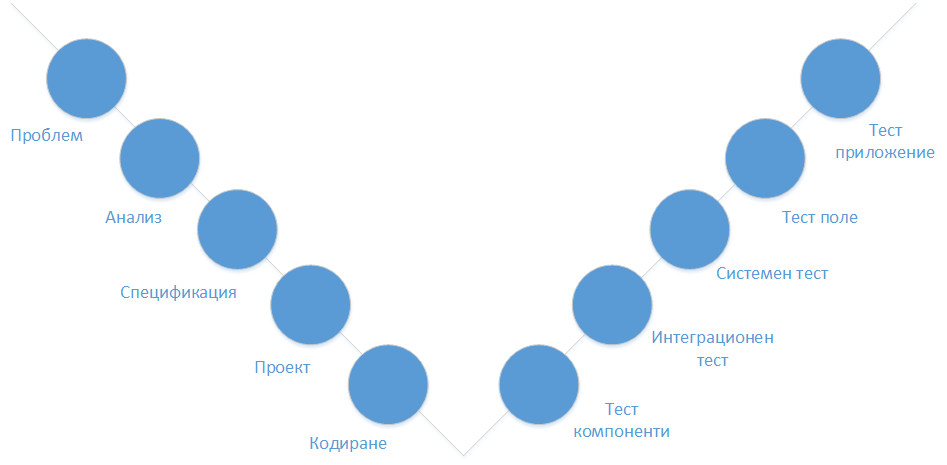 Проблем
Анализ
Спецификация
Проект
Кодиране
Тест
компоненти
Интеграционен
тест
Системен тест
Тест поле
Тест
приложение